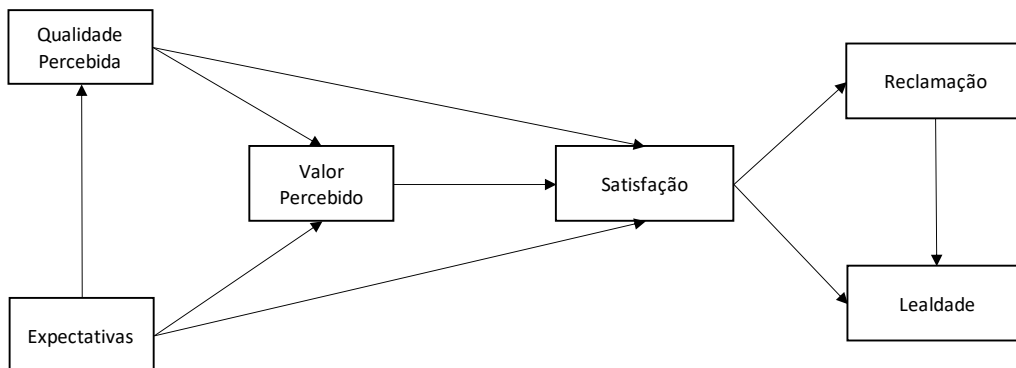 Qualidade
Percebida
Reclamação
Valor
Percebido
Satisfação
Lealdade
Expectativas